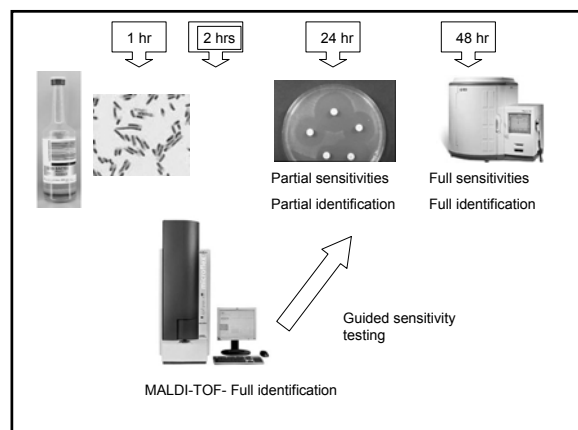 1 hr
2 hrs
24 hr
48 hr
Partial sensitivities
Partial identification
Full sensitivities
Full identification
Guided sensitivity
testing
MALDI-TOF- Full identification